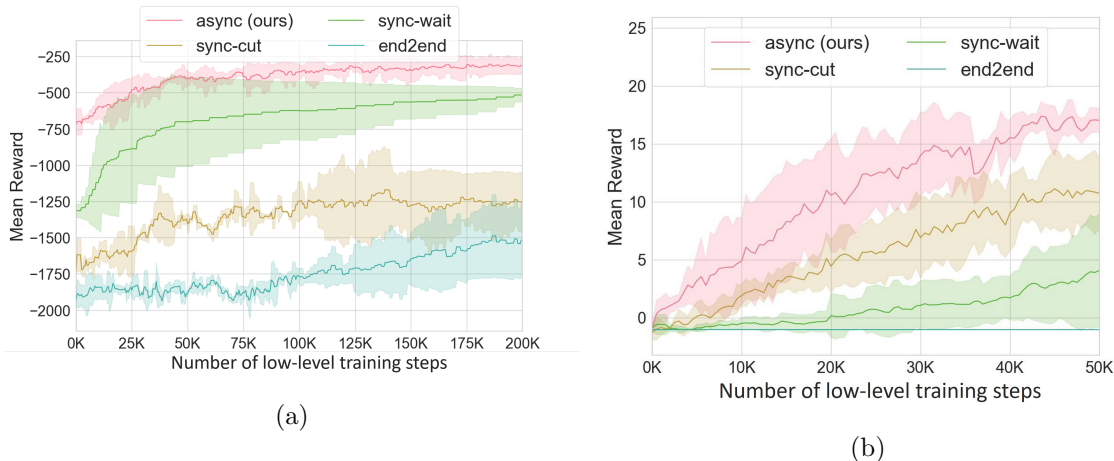 async (ours)
sync-cut
sync-wait
end2end
−250
−500
−750
−1000
−1250
−1500
−1750
−2000
Mean Reward
0K 25K 50K 75K 100K 125K 150K 175K 200K
Number of low-level training steps
(a)
async (ours)
sync-cut
sync-wait
end2end
25
20
15
10
5
0
Mean Reward
0K 10K 20K 30K 40K 50K
Number of low-level training steps
(b)